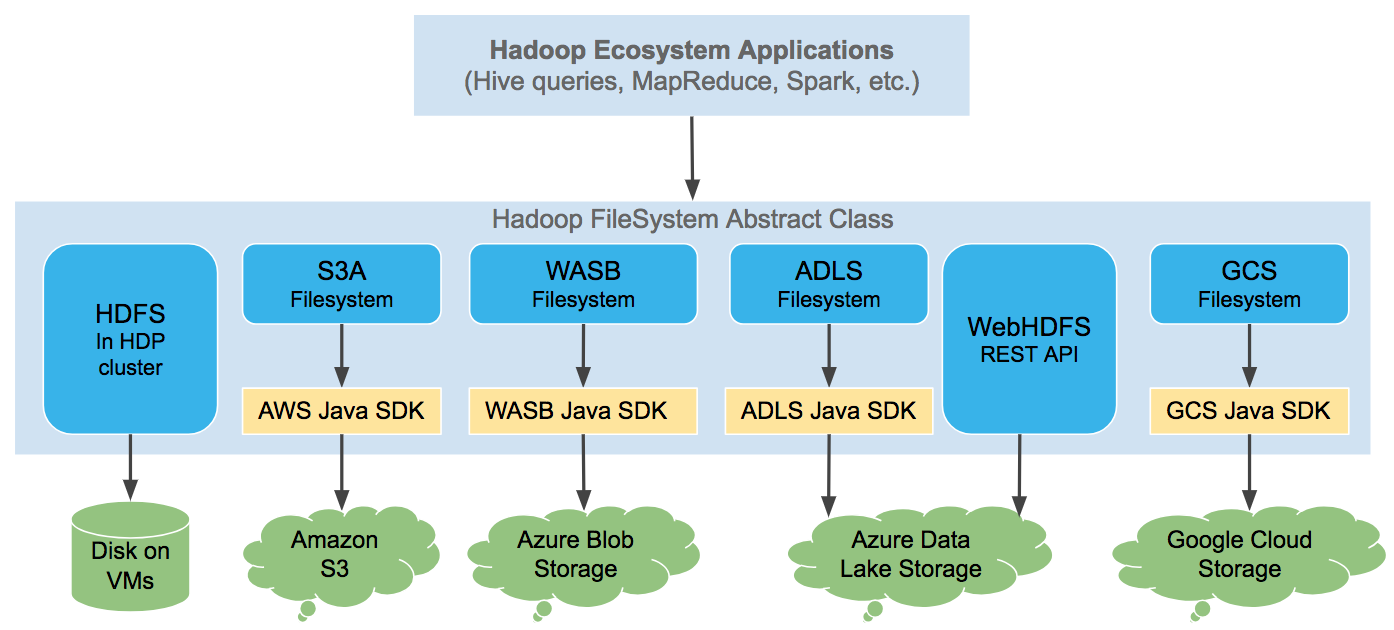 Hadoop Ecosystem Applications
(Hive queries, MapReduce, Spark, etc.)
Hadoop FileSystem Abstract Class
HDFS
In HDP
cluster
S3A
Filesystem
WASB
Filesystem
ADLS
Filesystem
WebHDFS
REST API
GCS
Filesystem
AWS Java SDK
WASB Java SDK
ADLS Java SDK
GCS Java SDK
Disk on
VMs
Amazon
S3
Azure Blob
Storage
Azure Data
Lake Storage
Google Cloud
Storage